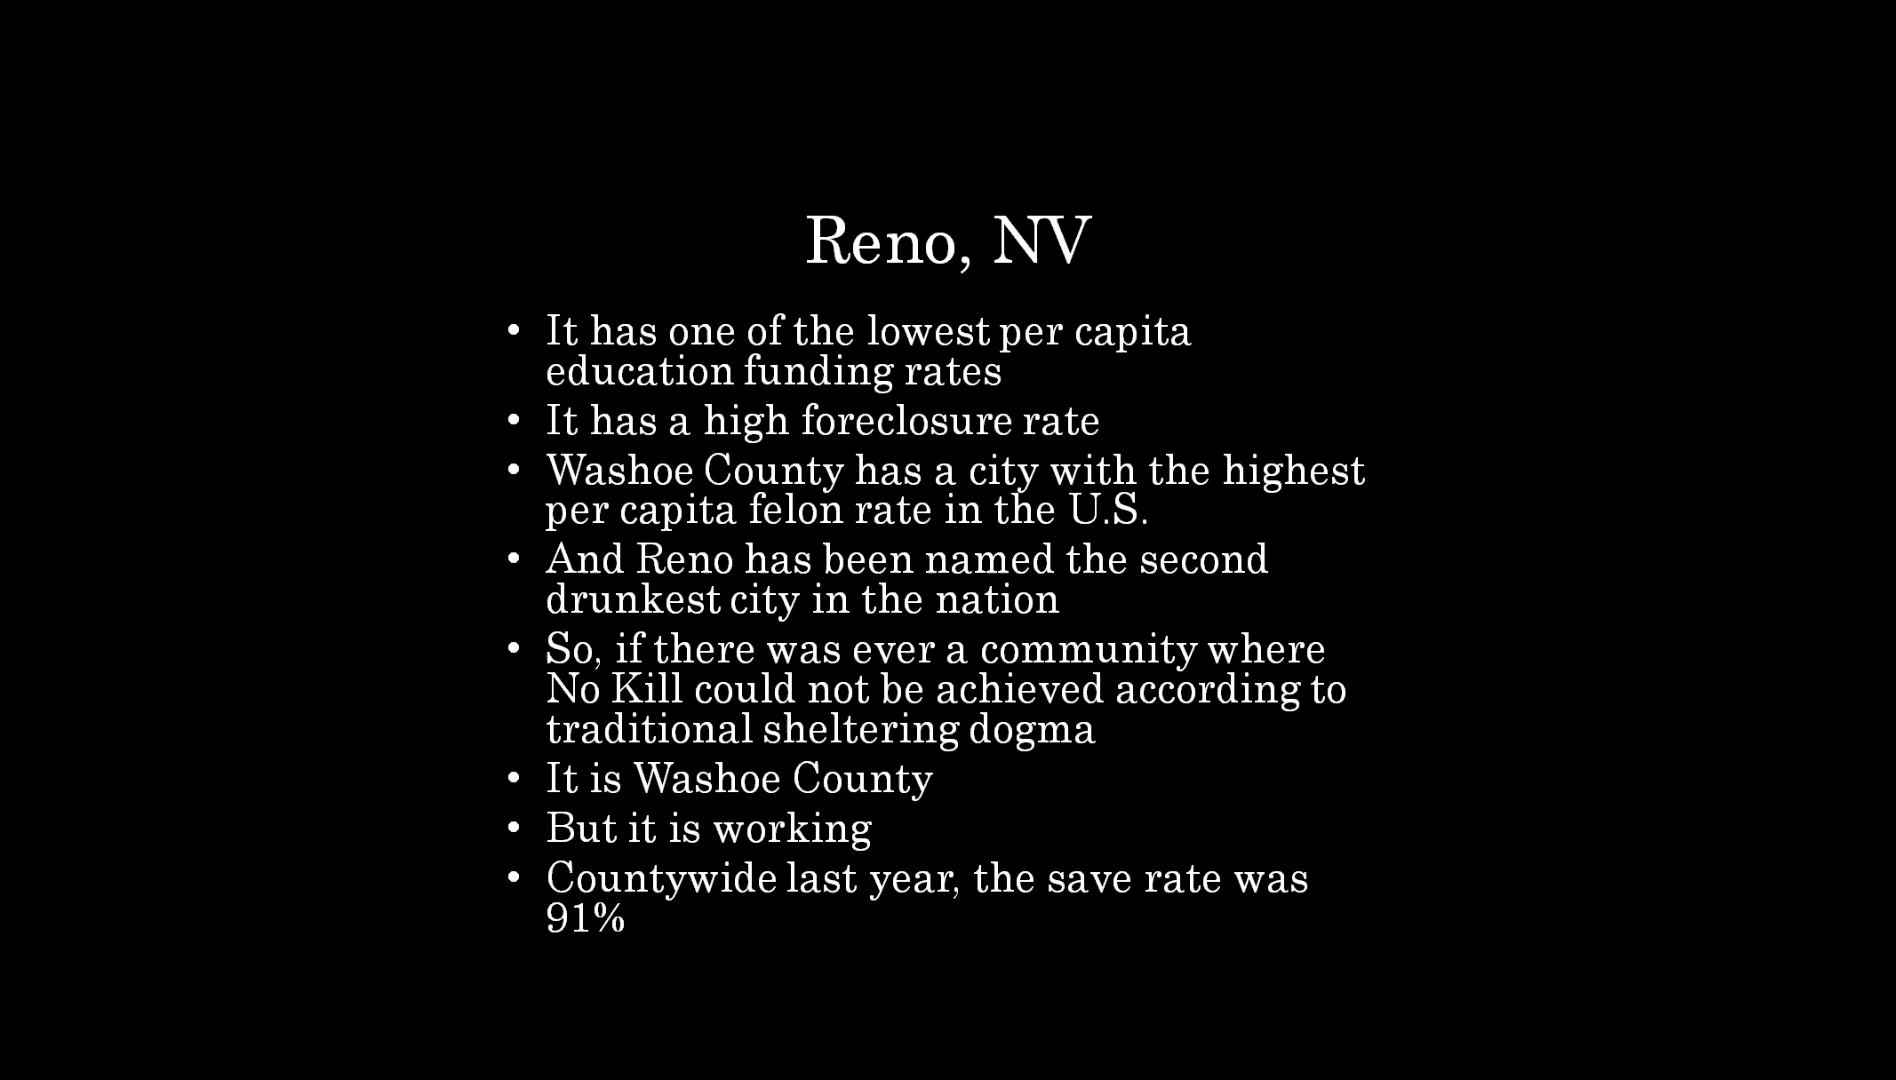 Reno, NV
• It has one of the lowest per capita
education funding rates
• It has a high foreclosure rate
• Washoe County has a city with the highest
per capita felon rate in the U.S.
• And Reno has been named the second
drunkest city in the nation
• So, if there was ever a community where
No Kill could not be achieved according to
traditional sheltering dogma
• It is Washoe County
• But it is working
• Countywide last year, the save rate was
91%